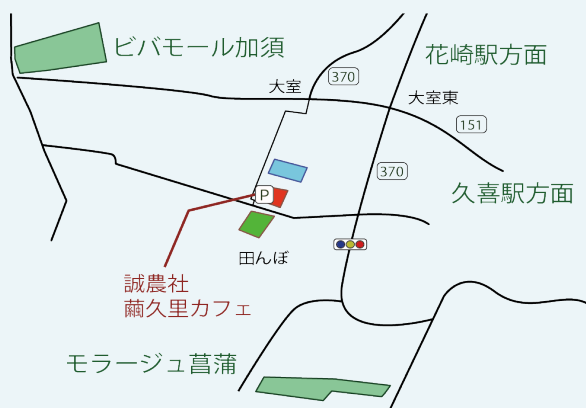 ビバモール加須
花崎駅方面
370
大室
大室東
151
370
久喜駅方面
P
田んぼ
誠農社
繭久里カフェ
モラージュ菖蒲